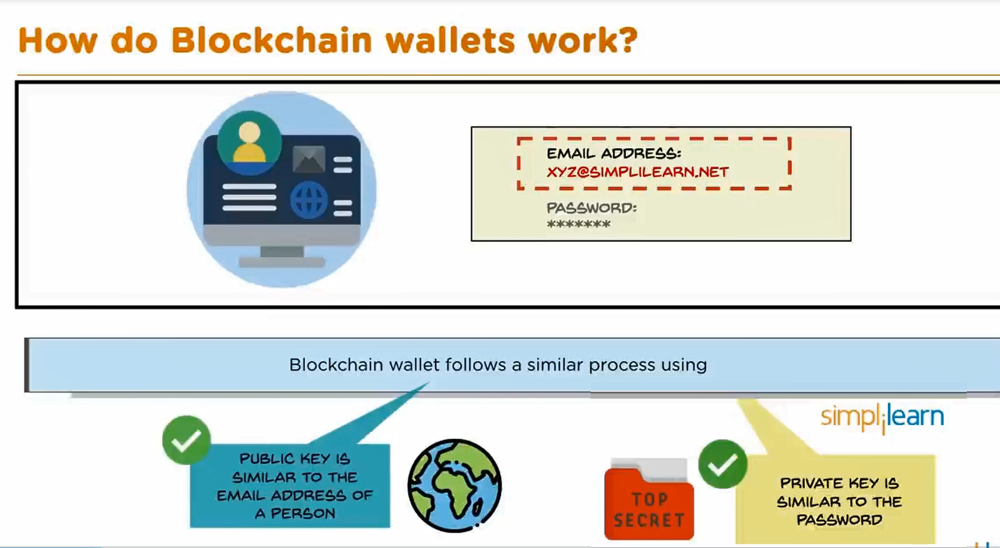 How do Blockchain wallets work?
EMAIL ADDRESS:
XYZ@SIMPLILEARN.NET
PASSWORD:
*******
Blockchain wallet follows a similar process using
simplilearn
PUBLIC KEY IS
SIMILAR TO THE
EMAIL ADDRESS OF
A PERSON
TOP
SECRET
PRIVATE KEY IS
SIMILAR TO THE
PASSWORD